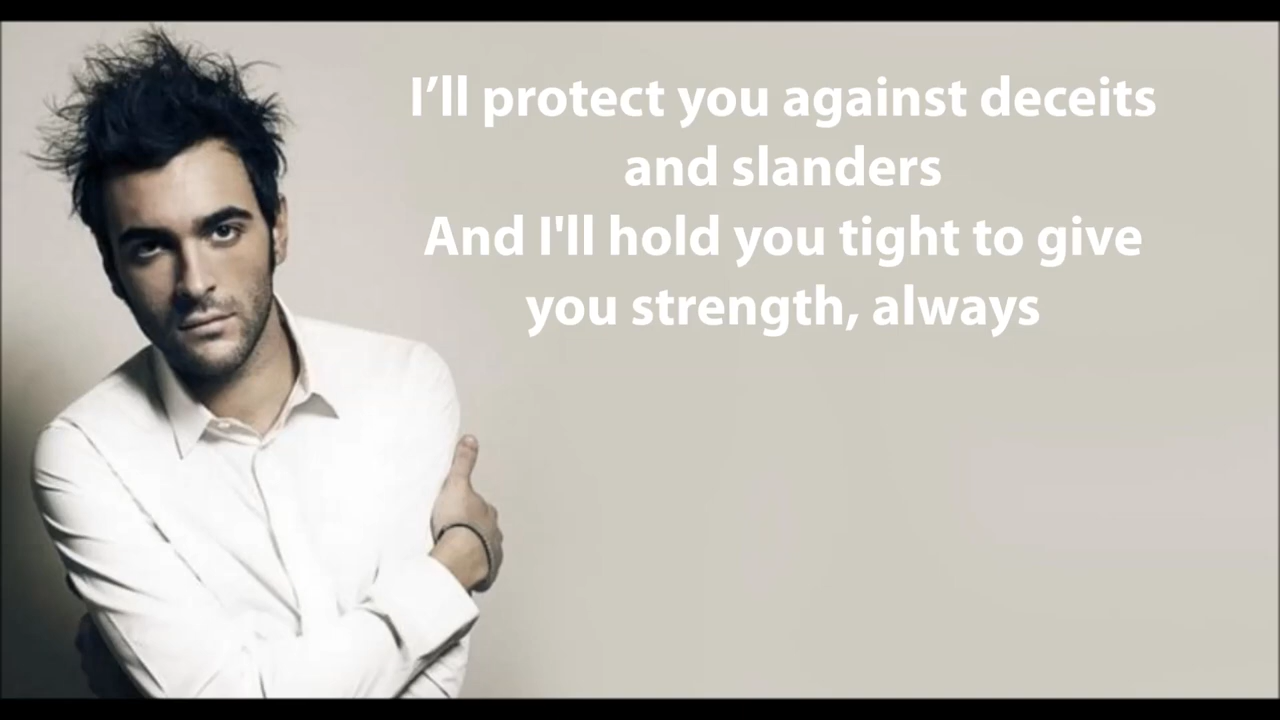 I’ll protect you against deceits
and slanders
And I'll hold you tight to give
you strength, always